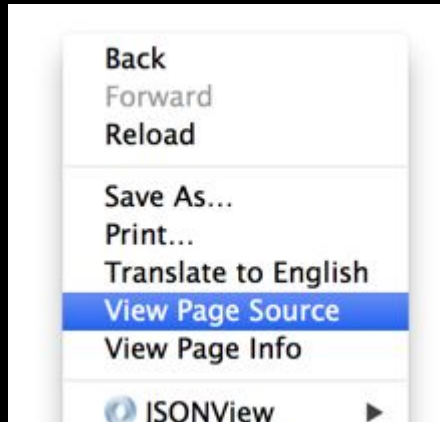 Back
Forward
Reload
Save As...
Print...
Translate to English
View Page Source
View Page Info
JSONView